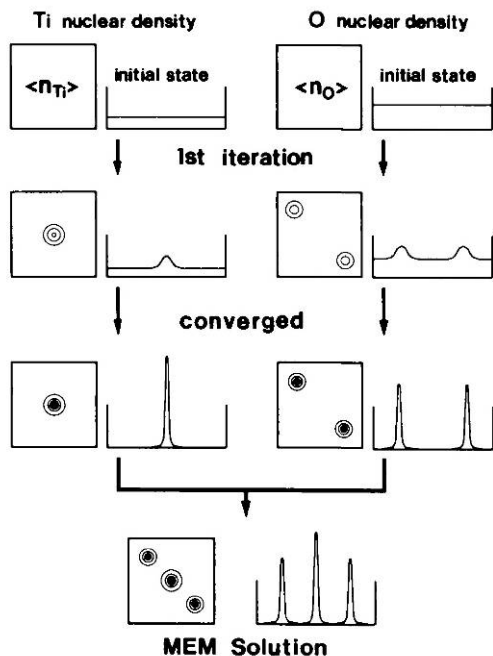 Ti nuclear density
O nuclear density
<nTi>
initial state
<nO>
initial state
1st iteration
converged
MEM Solution